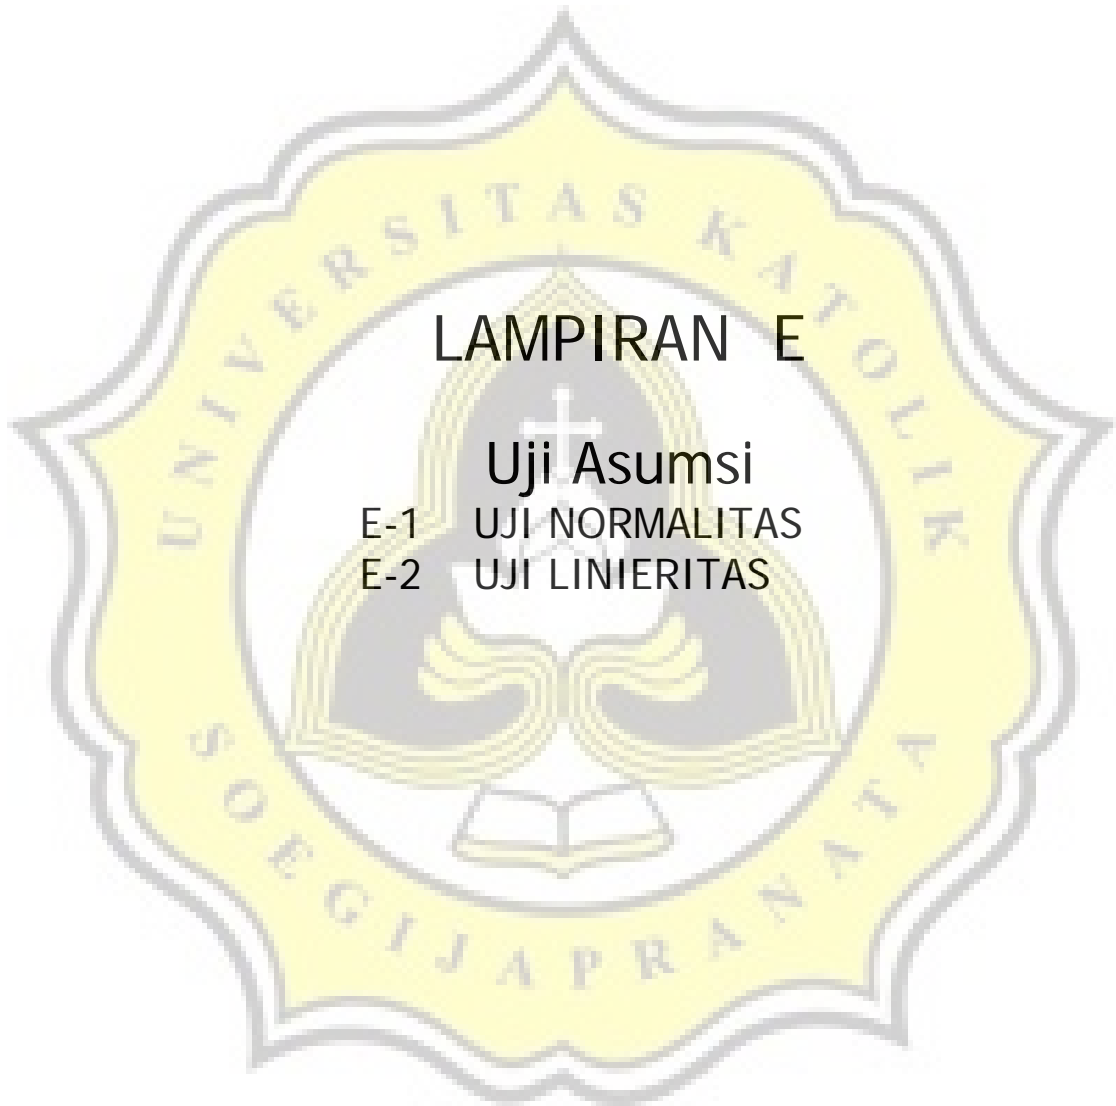 UNIVERSITAS KATOLIK
LAMPIRAN E
Uji Asumsi
E-1 UJI NORMALITAS
E-2 UJI LINIERITAS
SOEGIJAPRANATA